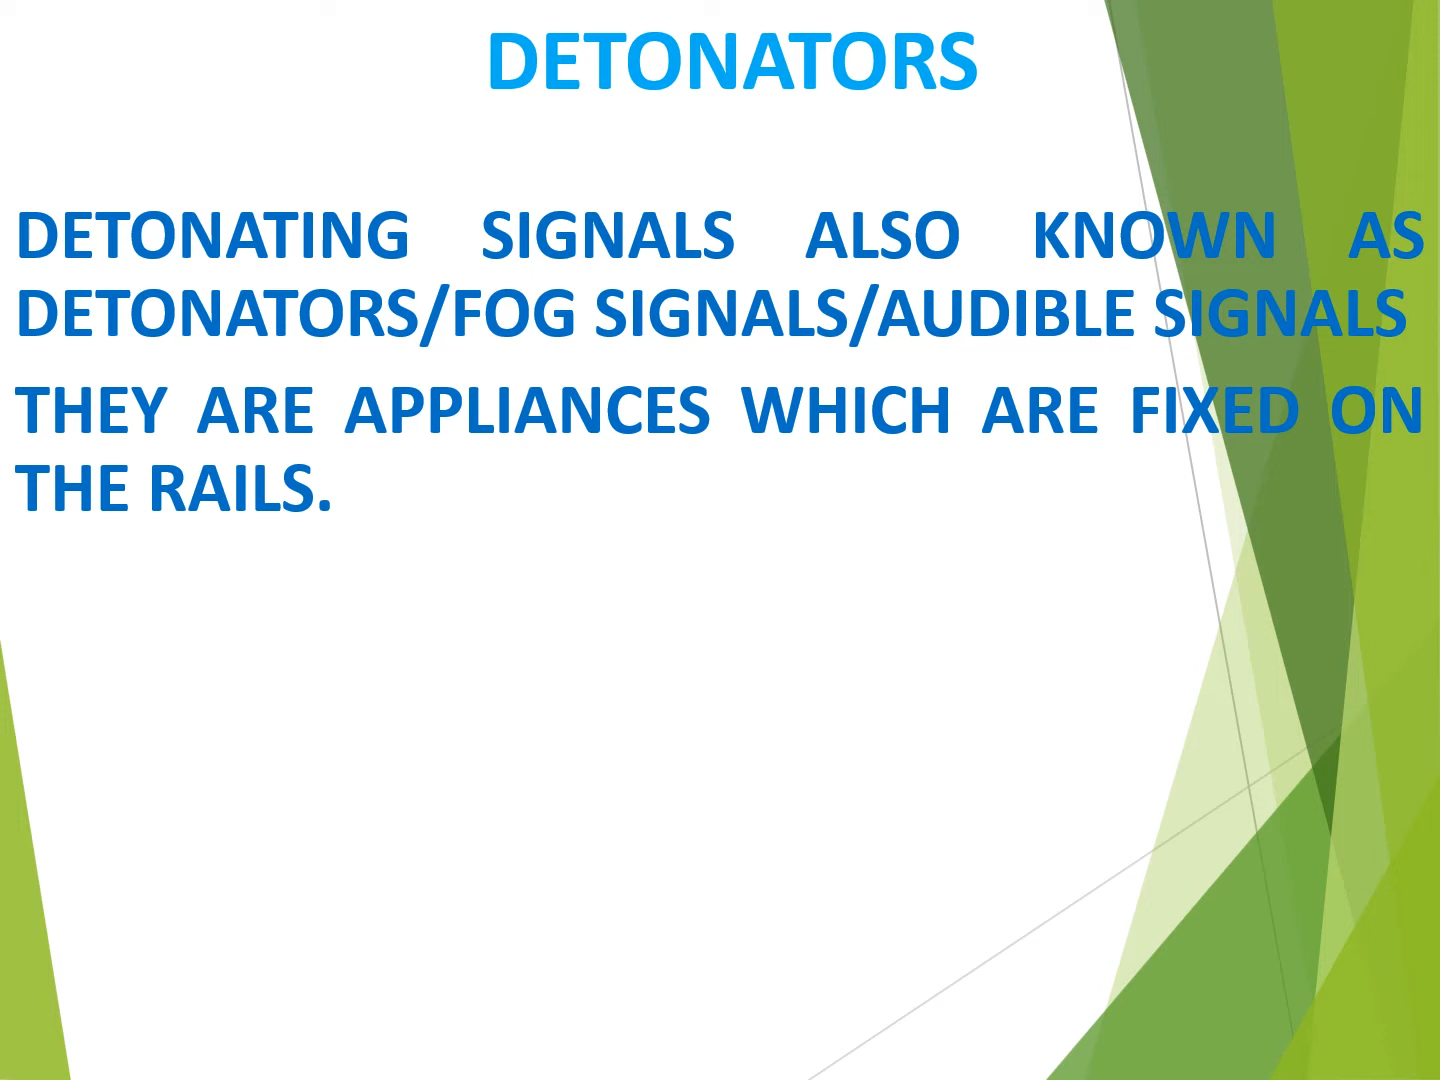 DETONATORS
DETONATING SIGNALS ALSO KNOWN AS
DETONATORS/FOG SIGNALS/AUDIBLE SIGNALS
THEY ARE APPLIANCES WHICH ARE FIXED ON
THE RAILS.